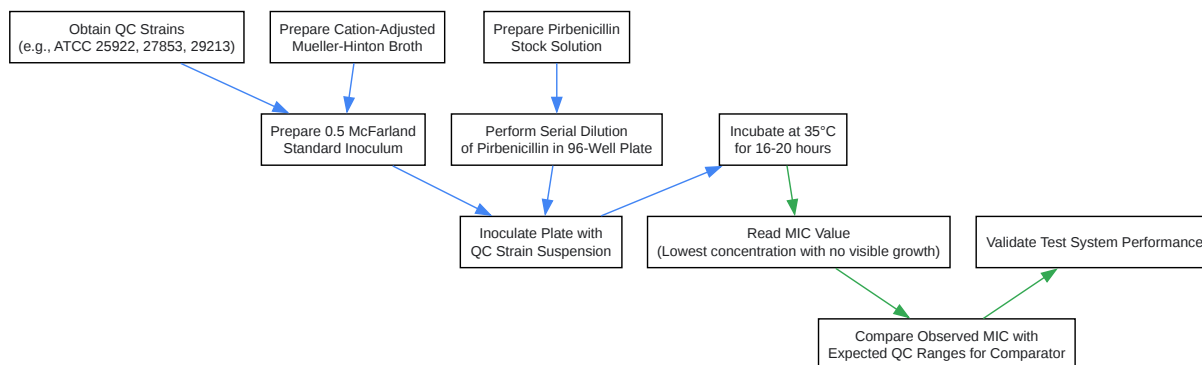 Obtain QC Strains
(e.g., ATCC 25922, 27853, 29213)
Prepare Cation-Adjusted
Mueller-Hinton Broth
Prepare Pirbenicillin
Stock Solution
Prepare 0.5 McFarland
Standard Inoculum
Perform Serial Dilution
of Pirbenicillin in 96-Well Plate
Incubate at 35°C
for 16-20 hours
Inoculate Plate with
QC Strain Suspension
Read MIC Value
(Lowest concentration with no visible growth)
Validate Test System Performance
Compare Observed MIC with
Expected QC Ranges for Comparator